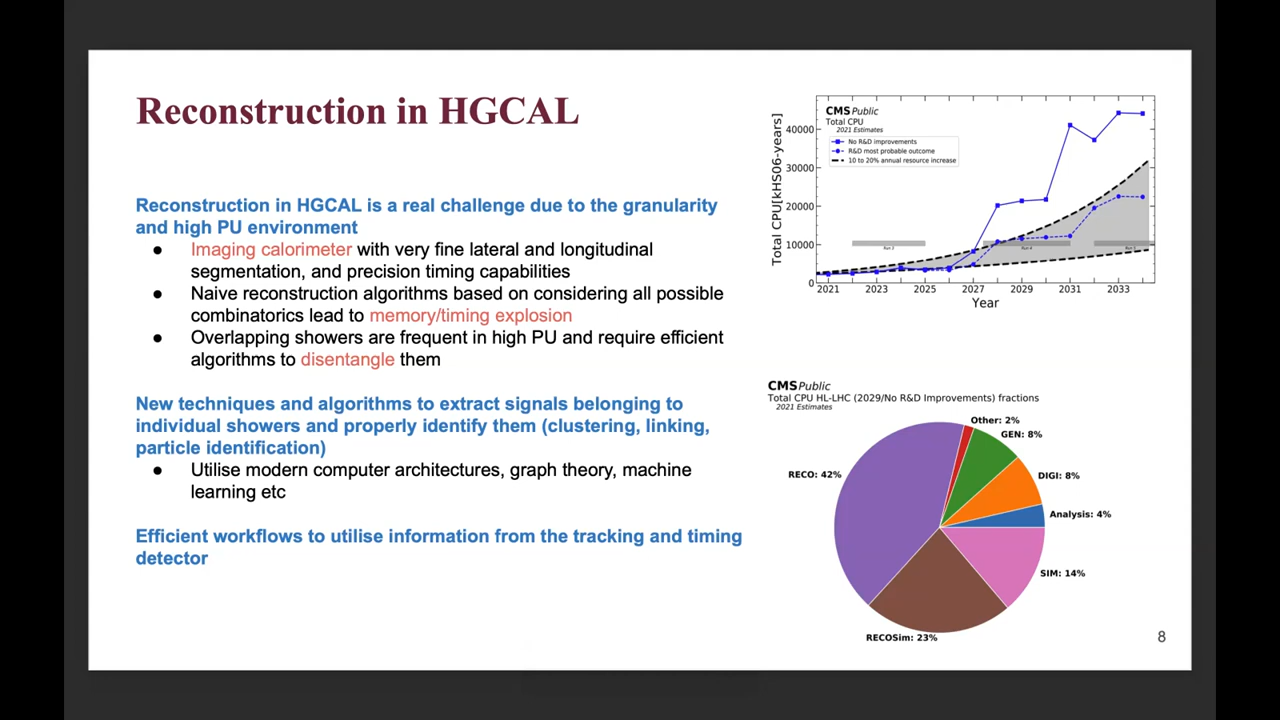 Reconstruction in HGCAL
Reconstruction in HGCAL is a real challenge due to the granularity
and high PU environment
● Imaging calorimeter with very fine lateral and longitudinal
segmentation, and precision timing capabilities
● Naive reconstruction algorithms based on considering all possible
combinatorics lead to memory/timing explosion
● Overlapping showers are frequent in high PU and require efficient
algorithms to disentangle them
New techniques and algorithms to extract signals belonging to
individual showers and properly identify them (clustering, linking,
particle identification)
● Utilise modern computer architectures, graph theory, machine
learning etc
Efficient workflows to utilise information from the tracking and timing
detector
CMS Public
Total CPU
2021 Estimates
No R&D improvements
R&D most probable outcome
10 to 20% annual resource increase
Total CPU[kHS06-years]
40000
30000
20000
10000
0
Run 3
Run 4
Run 5
2021 2023 2025 2027 2029 2031 2033
Year
CMS Public
Total CPU HL-LHC (2029/No R&D Improvements) fractions
2021 Estimates
Other: 2%
GEN: 8%
RECO: 42%
DIGI: 8%
Analysis: 4%
SIM: 14%
RECOSim: 23%
8